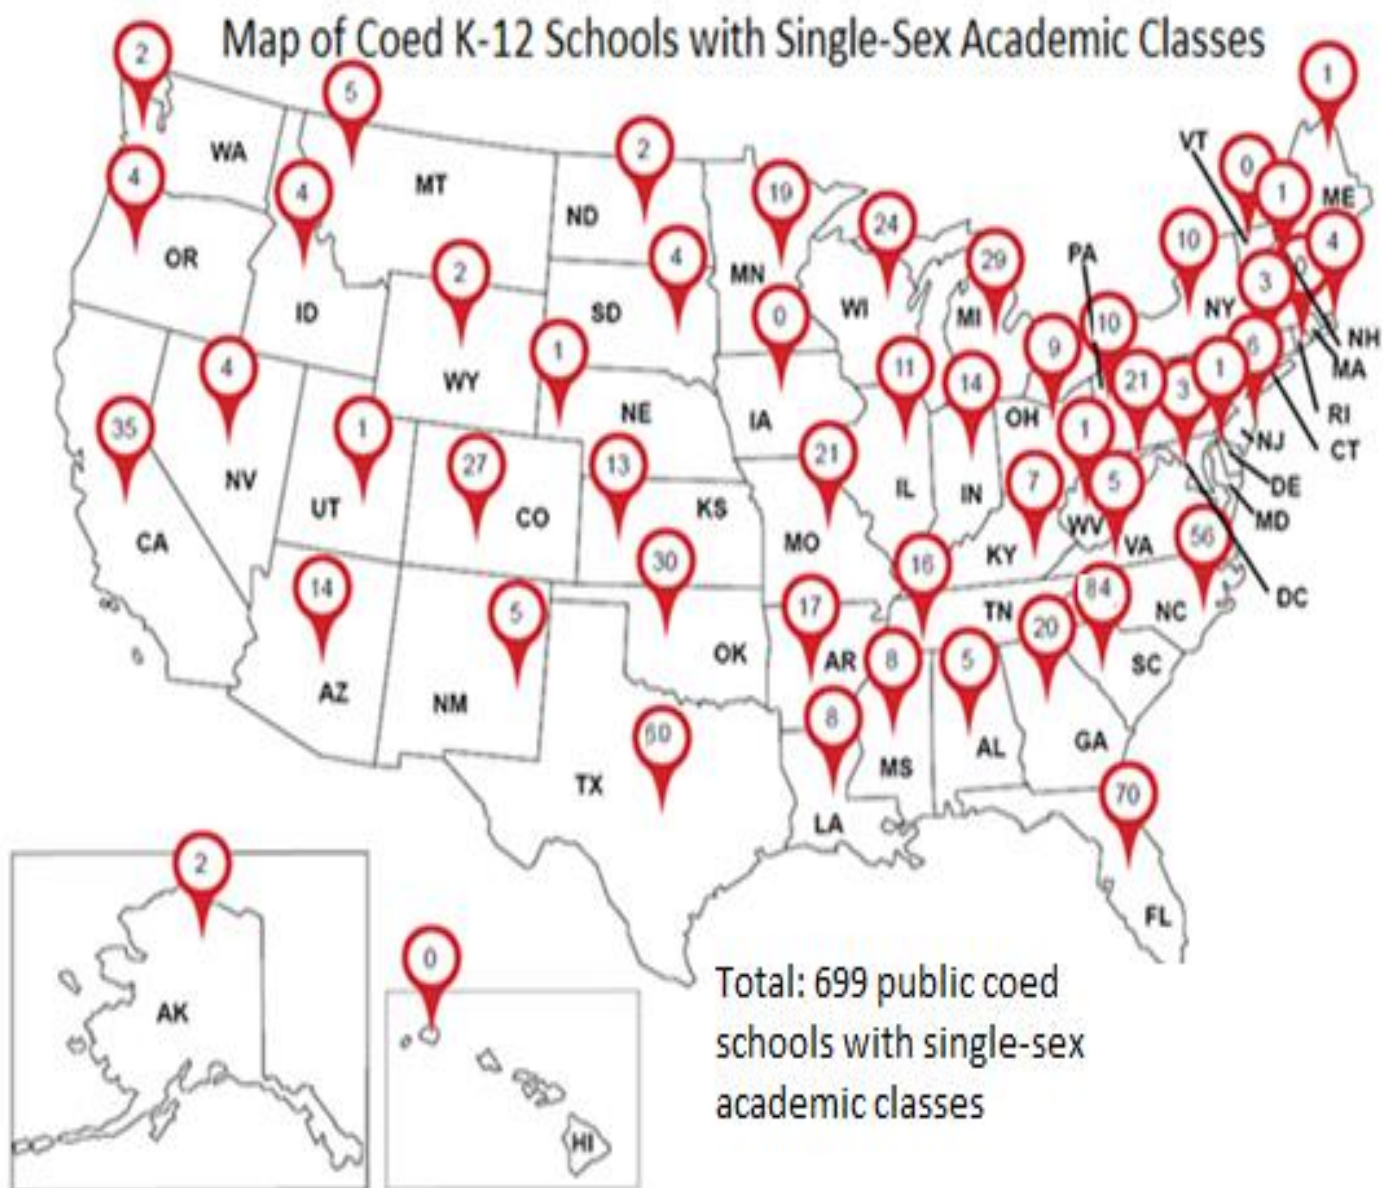 Map of Coed K-12 Schools with Single-Sex Academic Classes
2
5
1
WA
4
4
MT
2
ND
19
24
VT
0
1
ME
OR
ID
2
4
MN
WI
29
MI
PA
10
4
3
NY
NH
SD
0
10
9
MA
4
1
WY
NE
IA
11
14
OH
21
3
1
6
RI
NJ
CT
35
1
27
13
21
1
NV
UT
CO
KS
IL
IN
7
5
DE
MD
CA
MO
KY
WV
VA
56
DC
14
5
30
16
17
TN
84
NC
20
AZ
NM
OK
AR
8
5
SC
TX
8
MS
AL
GA
LA
70
2
FL
0
AK
HI
Total: 699 public coed
schools with single-sex
academic classes